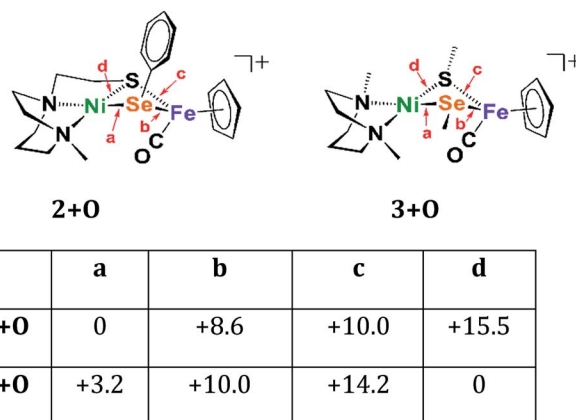 d
S
c
N
Ni
Se
Fe
N
a
b
C
O
]+
d
S
c
N
Ni
Se
Fe
N
a
b
C
O
]+
2+O
3+O
a b c d
+O 0 +8.6 +10.0 +15.5
+O +3.2 +10.0 +14.2 0